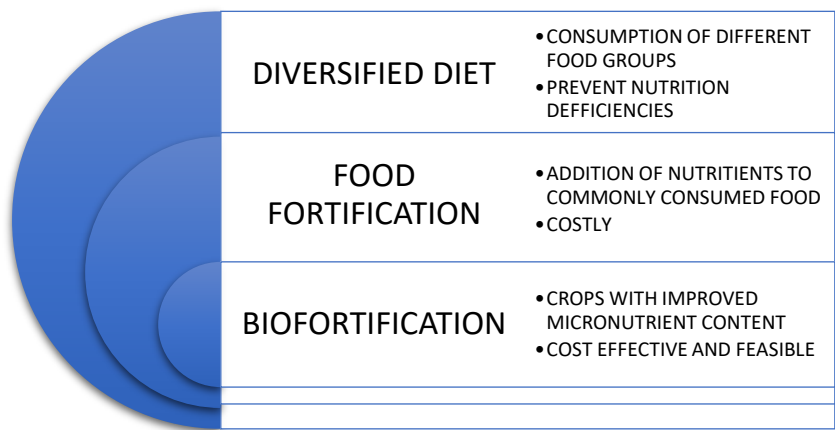 DIVERSIFIED DIET
•CONSUMPTION OF DIFFERENT
FOOD GROUPS
•PREVENT NUTRITION
DEFFICIENCIES
FOOD
FORTIFICATION
•ADDITION OF NUTRITIENTS TO
COMMONLY CONSUMED FOOD
•COSTLY
BIOFORTIFICATION
•CROPS WITH IMPROVED
MICRONUTRIENT CONTENT
•COST EFFECTIVE AND FEASIBLE